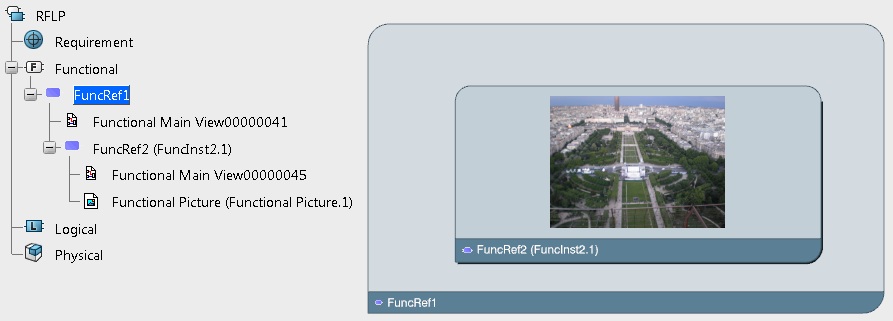 RFLP
Requirement
F Functional
FuncRef1
Functional Main View00000041
FuncRef2 (FuncInst2.1)
Functional Main View00000045
Functional Picture (Functional Picture.1)
L Logical
Physical
FuncRef2 (FuncInst2.1)
FuncRef1